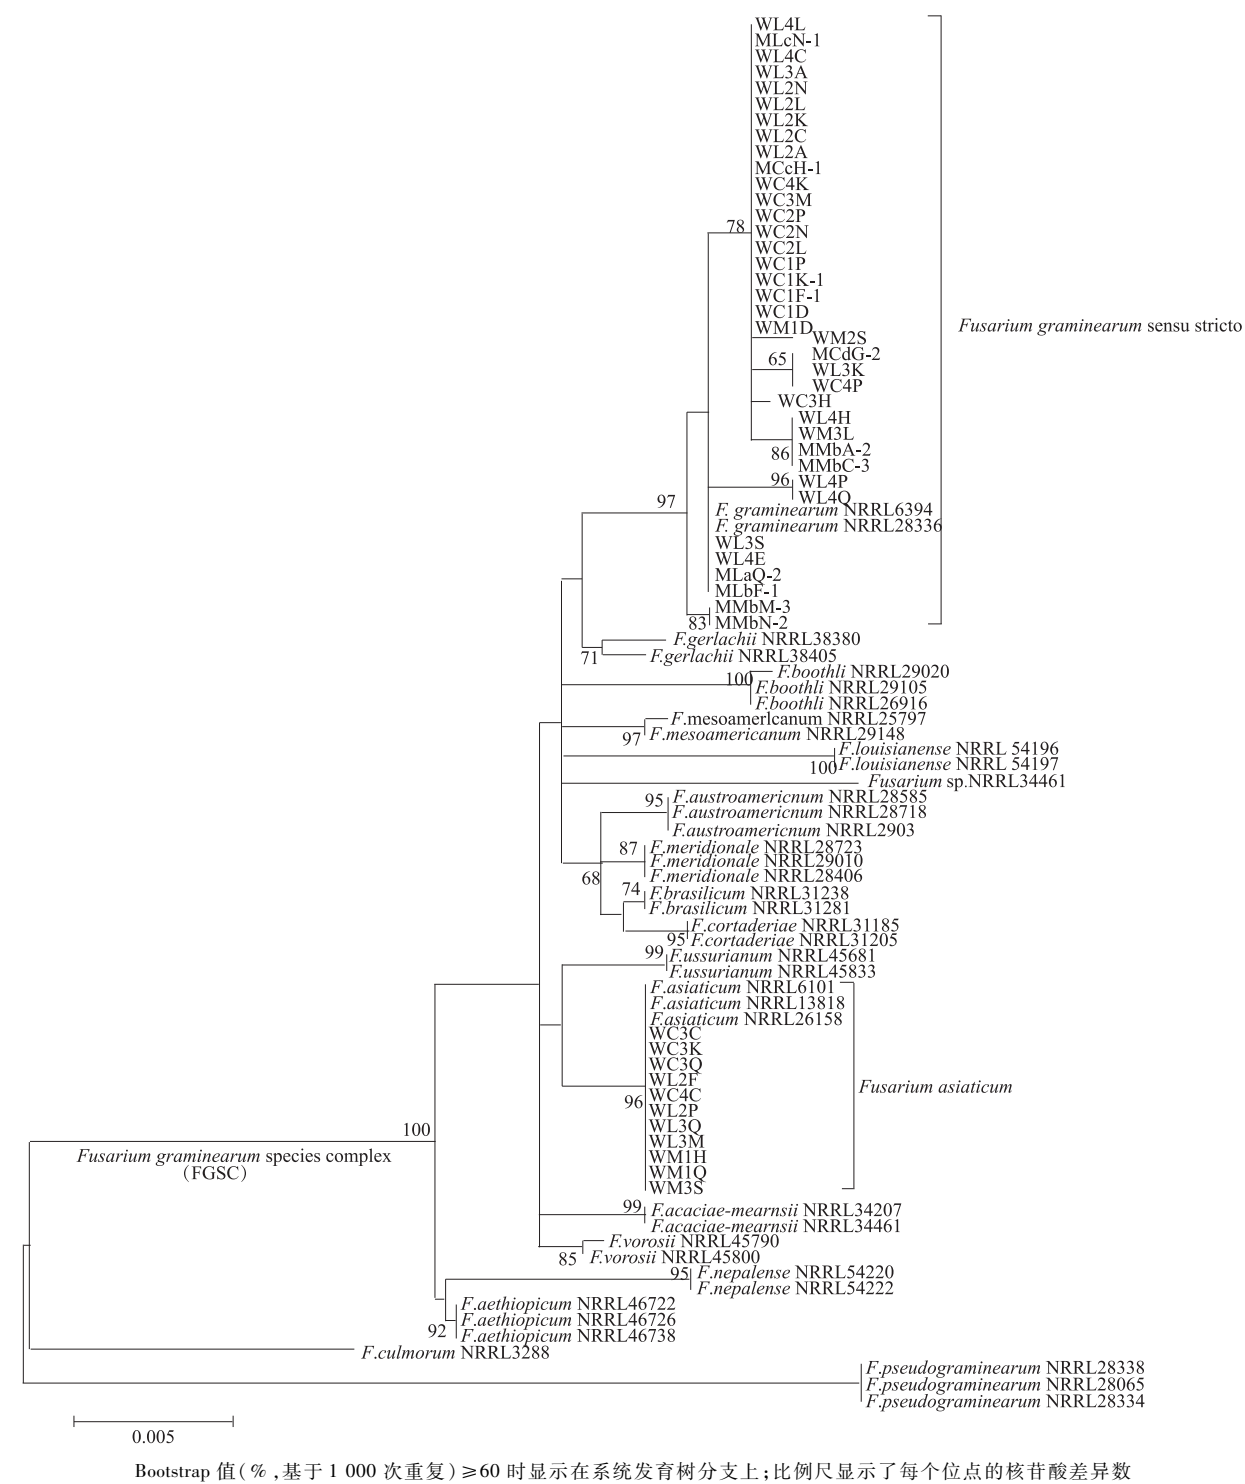 WL4L
MLcN-1
WL4C
WL3A
WL2N
WL2L
WL2K
WL2C
WL2A
MCcH-1
WC4K
WC3M
WC2P
78
WC2N
WC2L
WC1P
WC1K-1
WC1F-1
WC1D
WM1D
Fusarium graminearum sensu stricto
WM2S
MCdG-2
65
WL3K
WC4P
WC3H
WL4H
WM3L
MMbA-2
86
MMbC-3
96
WL4P
WL4Q
97
F. graminearum NRRL6394
F. graminearum NRRL28336
WL3S
WL4E
MLaQ-2
MLbF-1
MMbM-3
83
MMbN-2
F.gerlachii NRRL38380
71
F.gerlachii NRRL38405
F.boothli NRRL29020
100
F.boothli NRRL29105
F.boothli NRRL26916
F.mesoamerlcanum NRRL25797
97
F.mesoamericanum NRRL29148
F.louisianense NRRL 54196
100
F.louisianense NRRL 54197
Fusarium sp.NRRL34461
95
F.austroamericnum NRRL28585
F.austroamericnum NRRL28718
F.austroamericnum NRRL2903
87
F.meridionale NRRL28723
F.meridionale NRRL29010
68
F.meridionale NRRL28406
74
F.brasilicum NRRL31238
F.brasilicum NRRL31281
F.cortaderiae NRRL31185
95
F.cortaderiae NRRL31205
99
F.ussurianum NRRL45681
F.ussurianum NRRL45833
F.asiaticum NRRL6101
F.asiaticum NRRL13818
F.asiaticum NRRL26158
WC3C
WC3K
WC3Q
WL2F
Fusarium asiaticum
WC4C
96
WL2P
WL3Q
WL3M
100
WM1H
Fusarium graminearum species complex
(FGSC)
WM1Q
WM3S
99
F.acaciae-mearnsii NRRL34207
F.acaciae-mearnsii NRRL34461
F.vorosii NRRL45790
85
F.vorosii NRRL45800
95
F.nepalense NRRL54220
F.nepalense NRRL54222
F.aethiopicum NRRL46722
F.aethiopicum NRRL46726
92
F.aethiopicum NRRL46738
F.culmorum NRRL3288
F.pseudograminearum NRRL28338
F.pseudograminearum NRRL28065
F.pseudograminearum NRRL28334
0.005
Bootstrap 值(%,基于 1 000 次重复)≥60 时显示在系统发育树分支上;比例尺显示了每个位点的核苷酸差异数